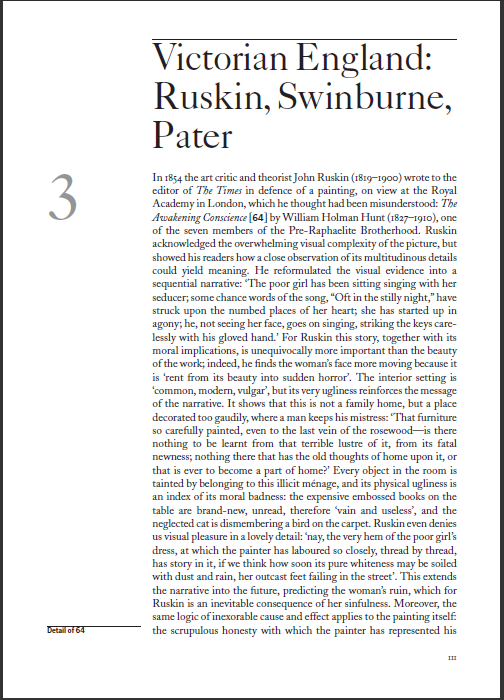 Victorian England:
Ruskin, Swinburne,
Pater
3
In 1854 the art critic and theorist John Ruskin (1819–1900) wrote to the
editor of The Times in defence of a painting, on view at the Royal
Academy in London, which he thought had been misunderstood: The
Awakening Conscience [64] by William Holman Hunt (1827–1910), one
of the seven members of the Pre-Raphaelite Brotherhood. Ruskin
acknowledged the overwhelming visual complexity of the picture, but
showed his readers how a close observation of its multitudinous details
could yield meaning. He reformulated the visual evidence into a
sequential narrative: ‘The poor girl has been sitting singing with her
seducer; some chance words of the song, “Oft in the stilly night,” have
struck upon the numbed places of her heart; she has started up in
agony; he, not seeing her face, goes on singing, striking the keys care-
lessly with his gloved hand.’ For Ruskin this story, together with its
moral implications, is unequivocally more important than the beauty
of the work; indeed, he finds the woman’s face more moving because it
is ‘rent from its beauty into sudden horror’. The interior setting is
‘common, modern, vulgar’, but its very ugliness reinforces the message
of the narrative. It shows that this is not a family home, but a place
decorated too gaudily, where a man keeps his mistress: ‘That furniture
so carefully painted, even to the last vein of the rosewood—is there
nothing to be learnt from that terrible lustre of it, from its fatal
newness; nothing there that has the old thoughts of home upon it, or
that is ever to become a part of home?’ Every object in the room is
tainted by belonging to this illicit ménage, and its physical ugliness is
an index of its moral badness: the expensive embossed books on the
table are brand-new, unread, therefore ‘vain and useless’, and the
neglected cat is dismembering a bird on the carpet. Ruskin even denies
us visual pleasure in a lovely detail: ‘nay, the very hem of the poor girl’s
dress, at which the painter has laboured so closely, thread by thread,
has story in it, if we think how soon its pure whiteness may be soiled
with dust and rain, her outcast feet failing in the street’. This extends
the narrative into the future, predicting the woman’s ruin, which for
Ruskin is an inevitable consequence of her sinfulness. Moreover, the
same logic of inexorable cause and effect applies to the painting itself:
the scrupulous honesty with which the painter has represented his
Detail of 64
111